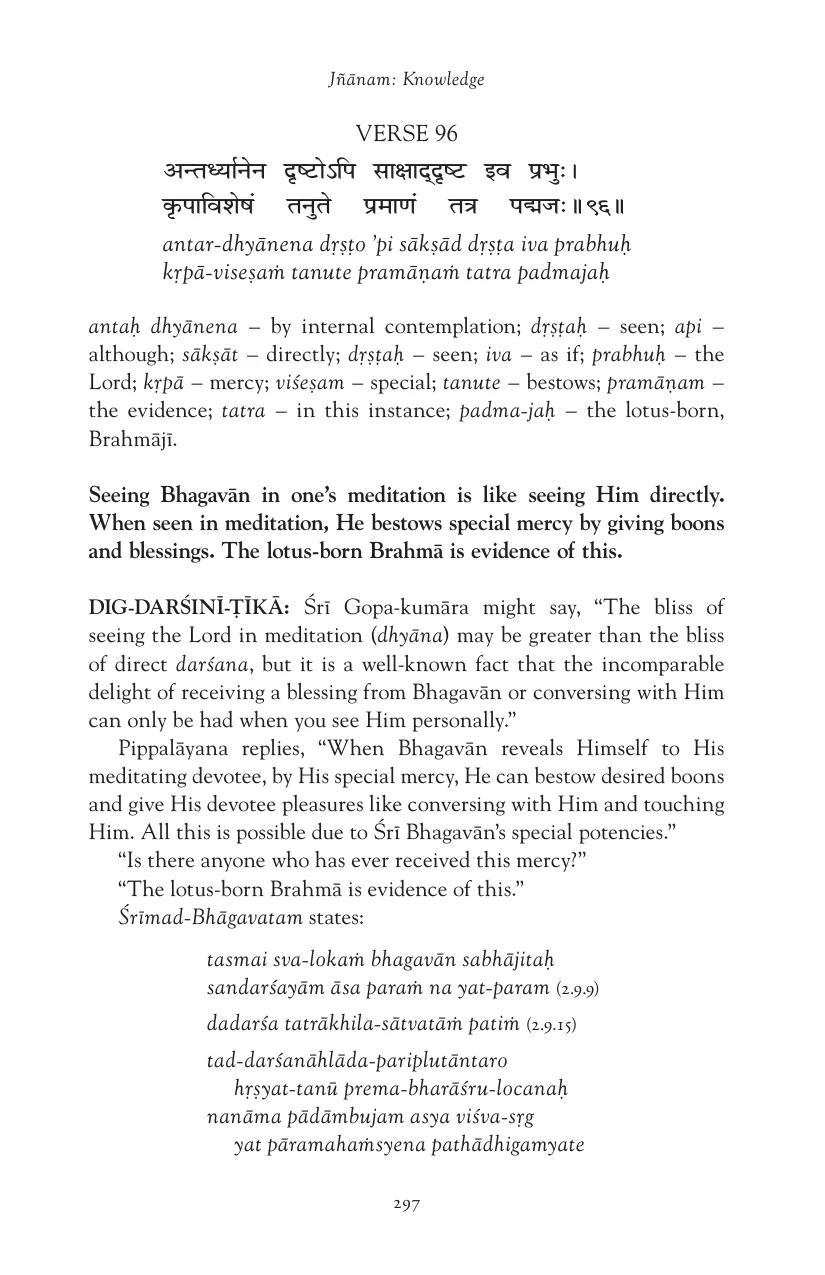 Jñānam: Knowledge
VERSE 96
अन्तर्ध्यानेन दृष्टोऽपि साक्षाद्दृष्ट इव प्रभुः।
कृपाविशेषं तनुते प्रमाणं तत्र पद्मजः॥९६॥
antar-dhyānena dṛṣṭo ’pi sākṣād dṛṣṭa iva prabhuḥ
kṛpā-viseṣaṁ tanute pramāṇaṁ tatra padmajaḥ
antaḥ dhyānena – by internal contemplation; dṛṣṭaḥ – seen; api –
although; sākṣāt – directly; dṛṣṭaḥ – seen; iva – as if; prabhuḥ – the
Lord; kṛpā – mercy; viśeṣam – special; tanute – bestows; pramāṇam –
the evidence; tatra – in this instance; padma-jaḥ – the lotus-born,
Brahmājī.
Seeing Bhagavān in one’s meditation is like seeing Him directly.
When seen in meditation, He bestows special mercy by giving boons
and blessings. The lotus-born Brahmā is evidence of this.
DIG-DARŚINĪ-ṬĪKĀ: Śrī Gopa-kumāra might say, “The bliss of
seeing the Lord in meditation (dhyāna) may be greater than the bliss
of direct darśana, but it is a well-known fact that the incomparable
delight of receiving a blessing from Bhagavān or conversing with Him
can only be had when you see Him personally.”
Pippalāyana replies, “When Bhagavān reveals Himself to His
meditating devotee, by His special mercy, He can bestow desired boons
and give His devotee pleasures like conversing with Him and touching
Him. All this is possible due to Śrī Bhagavān’s special potencies.”
“Is there anyone who has ever received this mercy?”
“The lotus-born Brahmā is evidence of this.”
Śrīmad-Bhāgavatam states:
tasmai sva-lokaṁ bhagavān sabhājitaḥ
sandarśayām āsa paraṁ na yat-param (2.9.9)
dadarśa tatrākhila-sātvatāṁ patiṁ (2.9.15)
tad-darśanāhlāda-pariplutāntaro
hṛṣyat-tanū prema-bharāśru-locanaḥ
nanāma pādāmbujam asya viśva-sṛg
yat pāramahaṁsyena pathādhigamyate
297